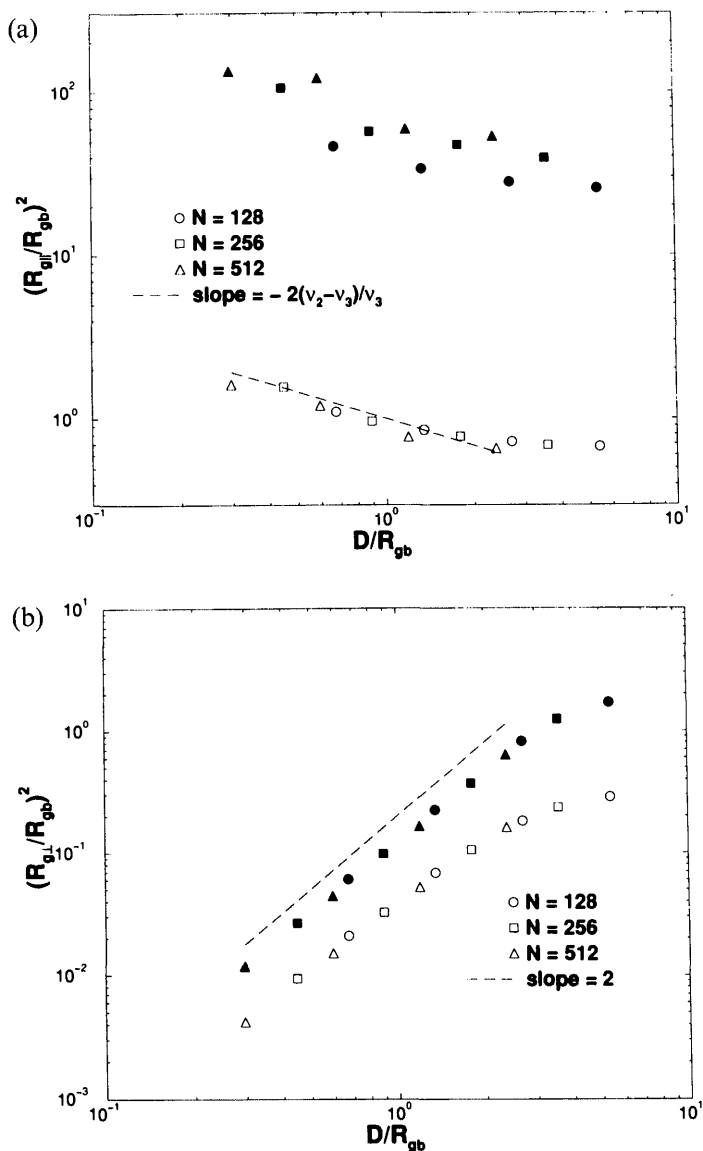 (a)
10²
(R_g||/R_gb)²
10¹
10⁰
○ N = 128
□ N = 256
△ N = 512
--- slope = - 2(ν₂-ν₃)/ν₃
10⁻¹ 10⁰ 10¹
D/R_gb
(b)
10¹
10⁰
(R_g⊥/R_gb)²
10⁻¹
10⁻²
10⁻³
○ N = 128
□ N = 256
△ N = 512
--- slope = 2
10⁻¹ 10⁰ 10¹
D/R_gb